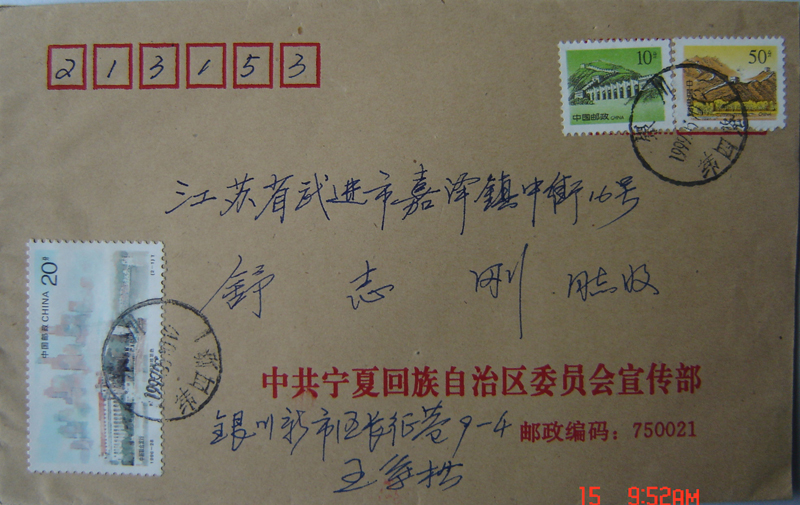 213153
10分
50分
中国邮政 CHINA
江苏省武进市嘉泽镇中街16号
舒志刚 同志收
20分
中国邮政 CHINA
中共宁夏回族自治区委员会宣传部
银川新市区长征巷9-4
邮政编码：750021
15 9:52AM